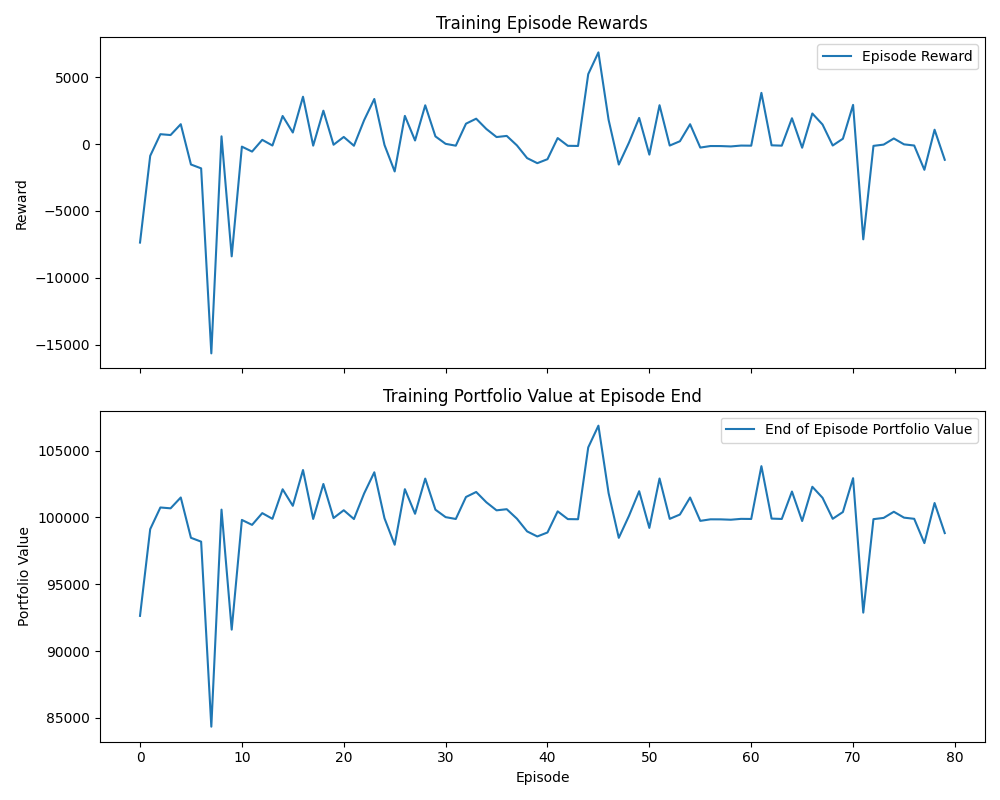 Training Episode Rewards
Episode Reward
5000
0
−5000
−10000
−15000
Reward
Training Portfolio Value at Episode End
End of Episode Portfolio Value
105000
100000
95000
90000
85000
Portfolio Value
0 10 20 30 40 50 60 70 80
Episode